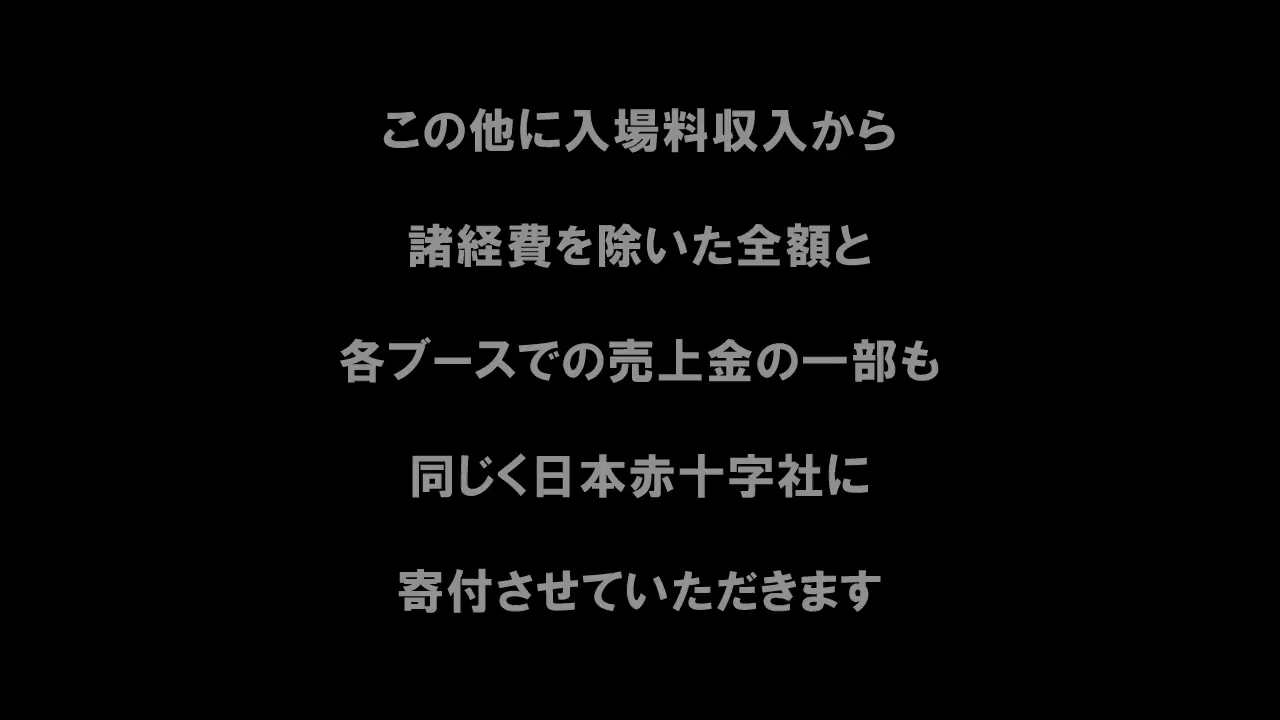 この他に入場料収入から
諸経費を除いた全額と
各ブースでの売上金の一部も
同じく日本赤十字社に
寄付させていただきます